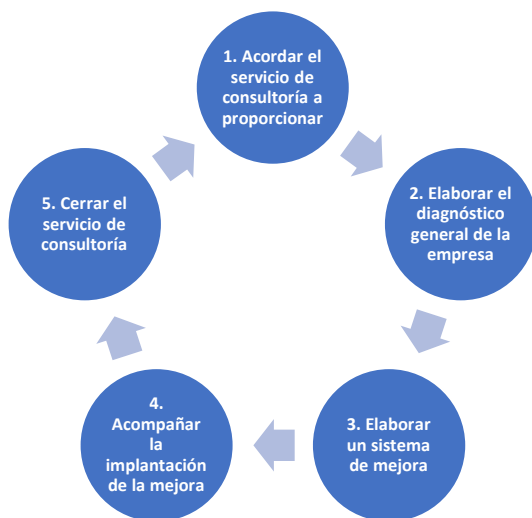 1. Acordar el
servicio de
consultoría a
proporcionar
2. Elaborar el
diagnóstico
general de la
empresa
3. Elaborar
un sistema
de mejora
4.
Acompañar
la
implantación
de la mejora
5. Cerrar el
servicio de
consultoría